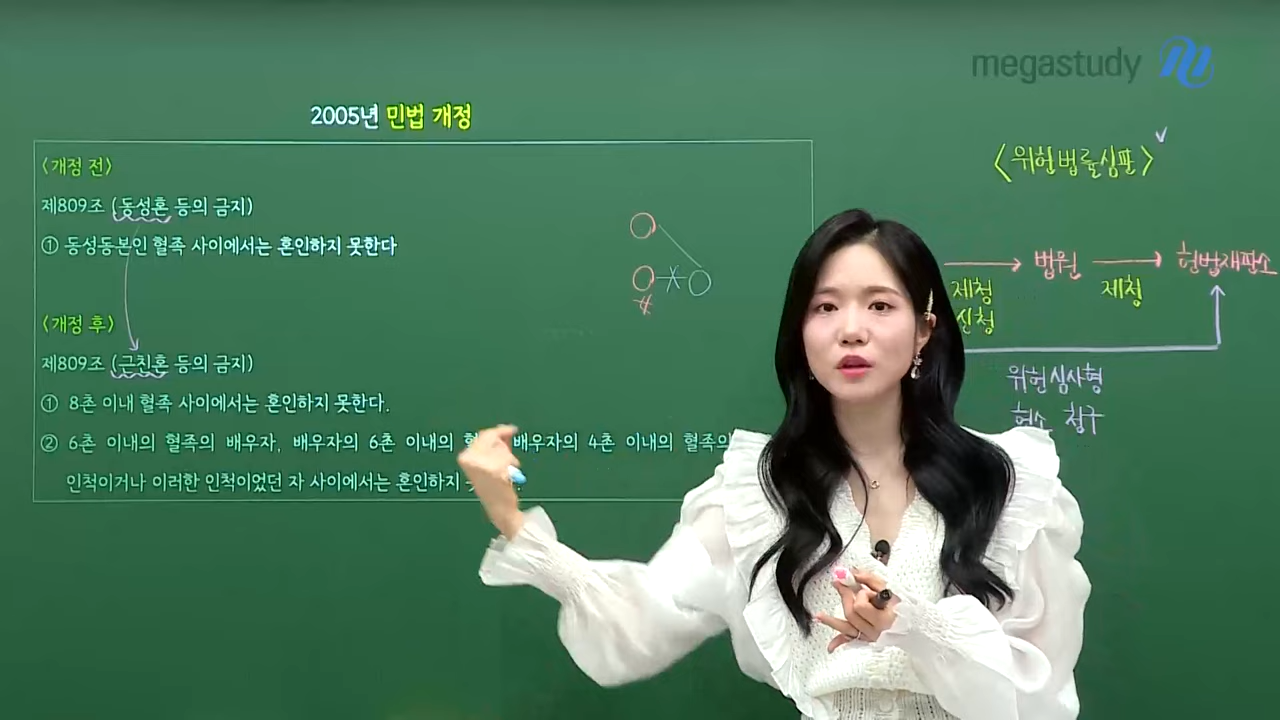 megastudy
2005년 민법 개정
<개정 전>
제809조 (동성혼 등의 금지)
① 동성동본인 혈족 사이에서는 혼인하지 못한다
<개정 후>
제809조 (근친혼 등의 금지)
① 8촌 이내 혈족 사이에서는 혼인하지 못한다.
② 6촌 이내의 혈족의 배우자, 배우자의 6촌 이내의 배우자의 4촌 이내의 혈족의
인척이거나 이러한 인척이었던 자 사이에서는 혼인하지
<위헌법률심판>
법원 헌법재판소
제청 제청
신청
위헌심사형
헌소 청구